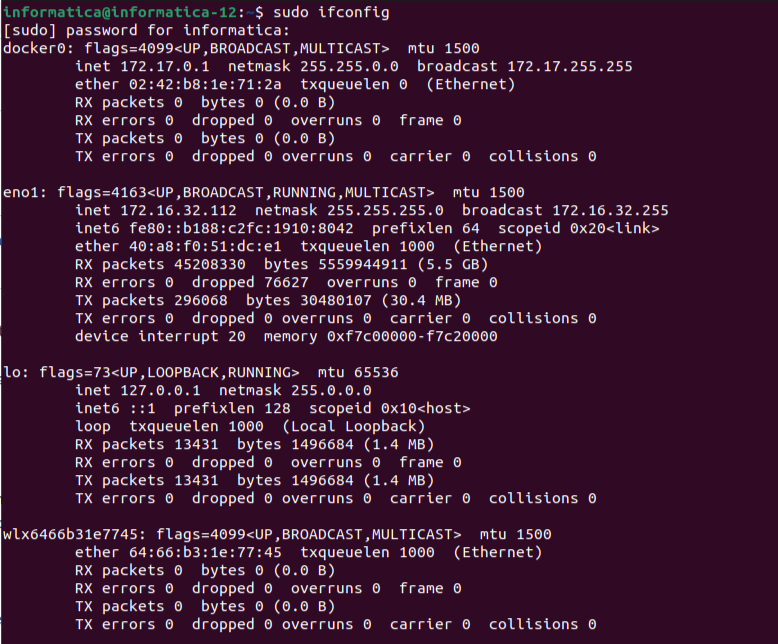 informatica@informatica-12:~$ sudo ifconfig
[sudo] password for informatica:
docker0: flags=4099<UP,BROADCAST,MULTICAST>  mtu 1500
        inet 172.17.0.1  netmask 255.255.0.0  broadcast 172.17.255.255
        ether 02:42:b8:1e:71:2a  txqueuelen 0  (Ethernet)
        RX packets 0  bytes 0 (0.0 B)
        RX errors 0  dropped 0  overruns 0  frame 0
        TX packets 0  bytes 0 (0.0 B)
        TX errors 0  dropped 0 overruns 0  carrier 0  collisions 0

eno1: flags=4163<UP,BROADCAST,RUNNING,MULTICAST>  mtu 1500
        inet 172.16.32.112  netmask 255.255.255.0  broadcast 172.16.32.255
        inet6 fe80::b188:c2fc:1910:8042  prefixlen 64  scopeid 0x20<link>
        ether 40:a8:f0:51:dc:e1  txqueuelen 1000  (Ethernet)
        RX packets 45208330  bytes 5559944911 (5.5 GB)
        RX errors 0  dropped 76627  overruns 0  frame 0
        TX packets 296068  bytes 30480107 (30.4 MB)
        TX errors 0  dropped 0 overruns 0  carrier 0  collisions 0
        device interrupt 20  memory 0xf7c00000-f7c20000

lo: flags=73<UP,LOOPBACK,RUNNING>  mtu 65536
        inet 127.0.0.1  netmask 255.0.0.0
        inet6 ::1  prefixlen 128  scopeid 0x10<host>
        loop  txqueuelen 1000  (Local Loopback)
        RX packets 13431  bytes 1496684 (1.4 MB)
        RX errors 0  dropped 0  overruns 0  frame 0
        TX packets 13431  bytes 1496684 (1.4 MB)
        TX errors 0  dropped 0 overruns 0  carrier 0  collisions 0

wlx6466b31e7745: flags=4099<UP,BROADCAST,MULTICAST>  mtu 1500
        ether 64:66:b3:1e:77:45  txqueuelen 1000  (Ethernet)
        RX packets 0  bytes 0 (0.0 B)
        RX errors 0  dropped 0  overruns 0  frame 0
        TX packets 0  bytes 0 (0.0 B)
        TX errors 0  dropped 0 overruns 0  carrier 0  collisions 0